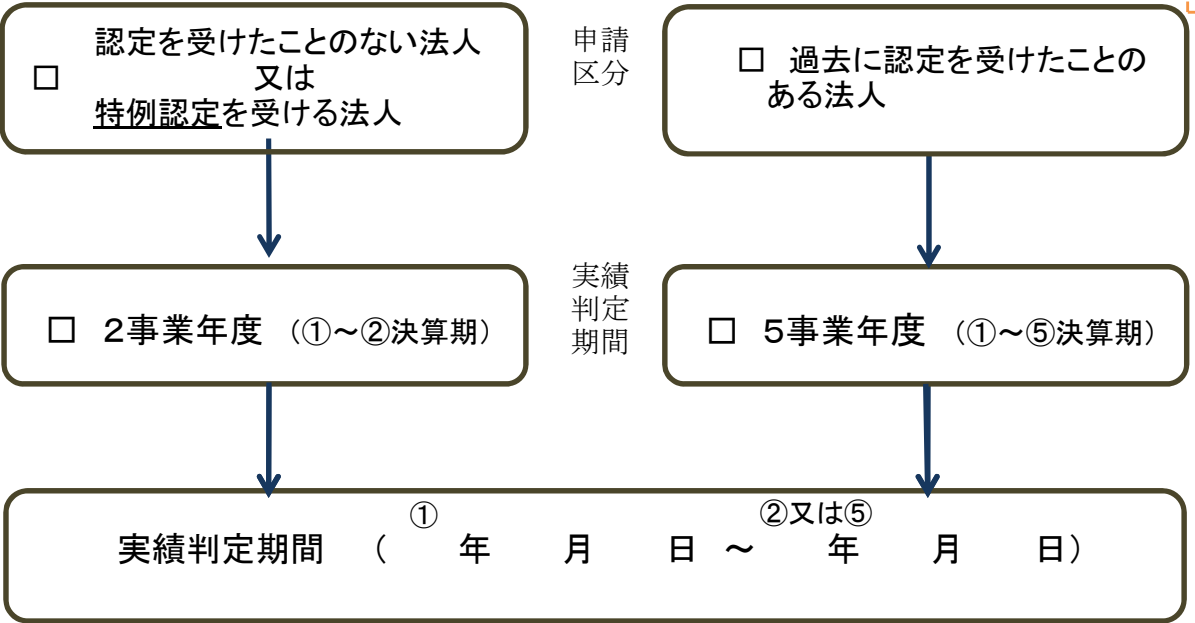 認定を受けたことのない法人
□ 又は
特例認定を受ける法人
申請
区分
□ 過去に認定を受けたことの
ある法人
□ 2事業年度 (①～②決算期)
実績
判定
期間
□ 5事業年度 (①～⑤決算期)
① ②又は⑤
実績判定期間 ( 年 月 日 ～ 年 月 日)